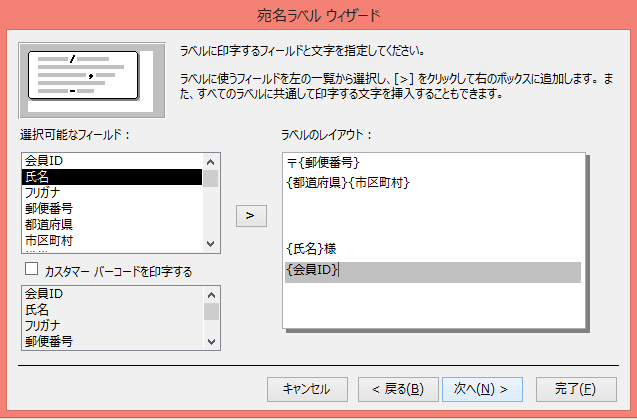 宛名ラベル ウィザード
ラベルに印字するフィールドと文字を指定してください。
ラベルに使うフィールドを左の一覧から選択し、[>] をクリックして右のボックスに追加します。ま
た、すべてのラベルに共通して印字する文字を挿入することもできます。
選択可能なフィールド：
会員ID
氏名
フリガナ
郵便番号
都道府県
市区町村
>
ラベルのレイアウト：
〒{郵便番号}
{都道府県}{市区町村}
{氏名}様
{会員ID}
カスタマー バーコードを印字する
会員ID
氏名
フリガナ
郵便番号
キャンセル
< 戻る(B)
次へ(N) >
完了(F)